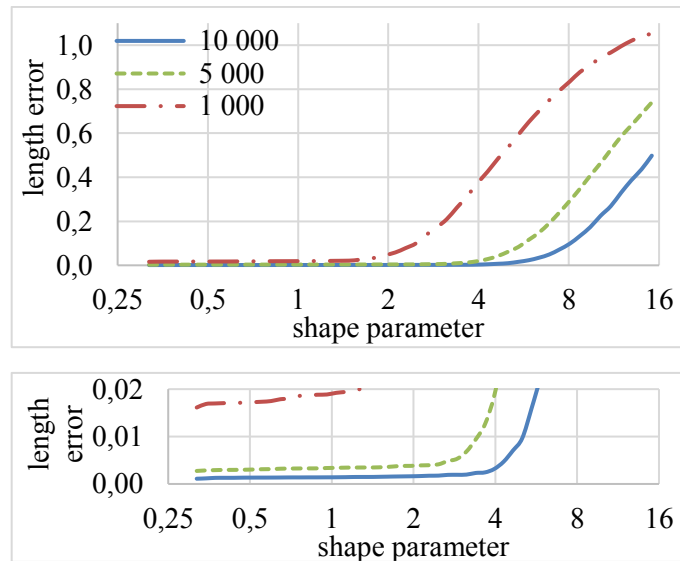 1,0
0,8
0,6
0,4
0,2
0,0
length error
10 000
5 000
1 000
0,25 0,5 1 2 4 8 16
shape parameter
0,02
0,01
0,00
length
error
0,25 0,5 1 2 4 8 16
shape parameter